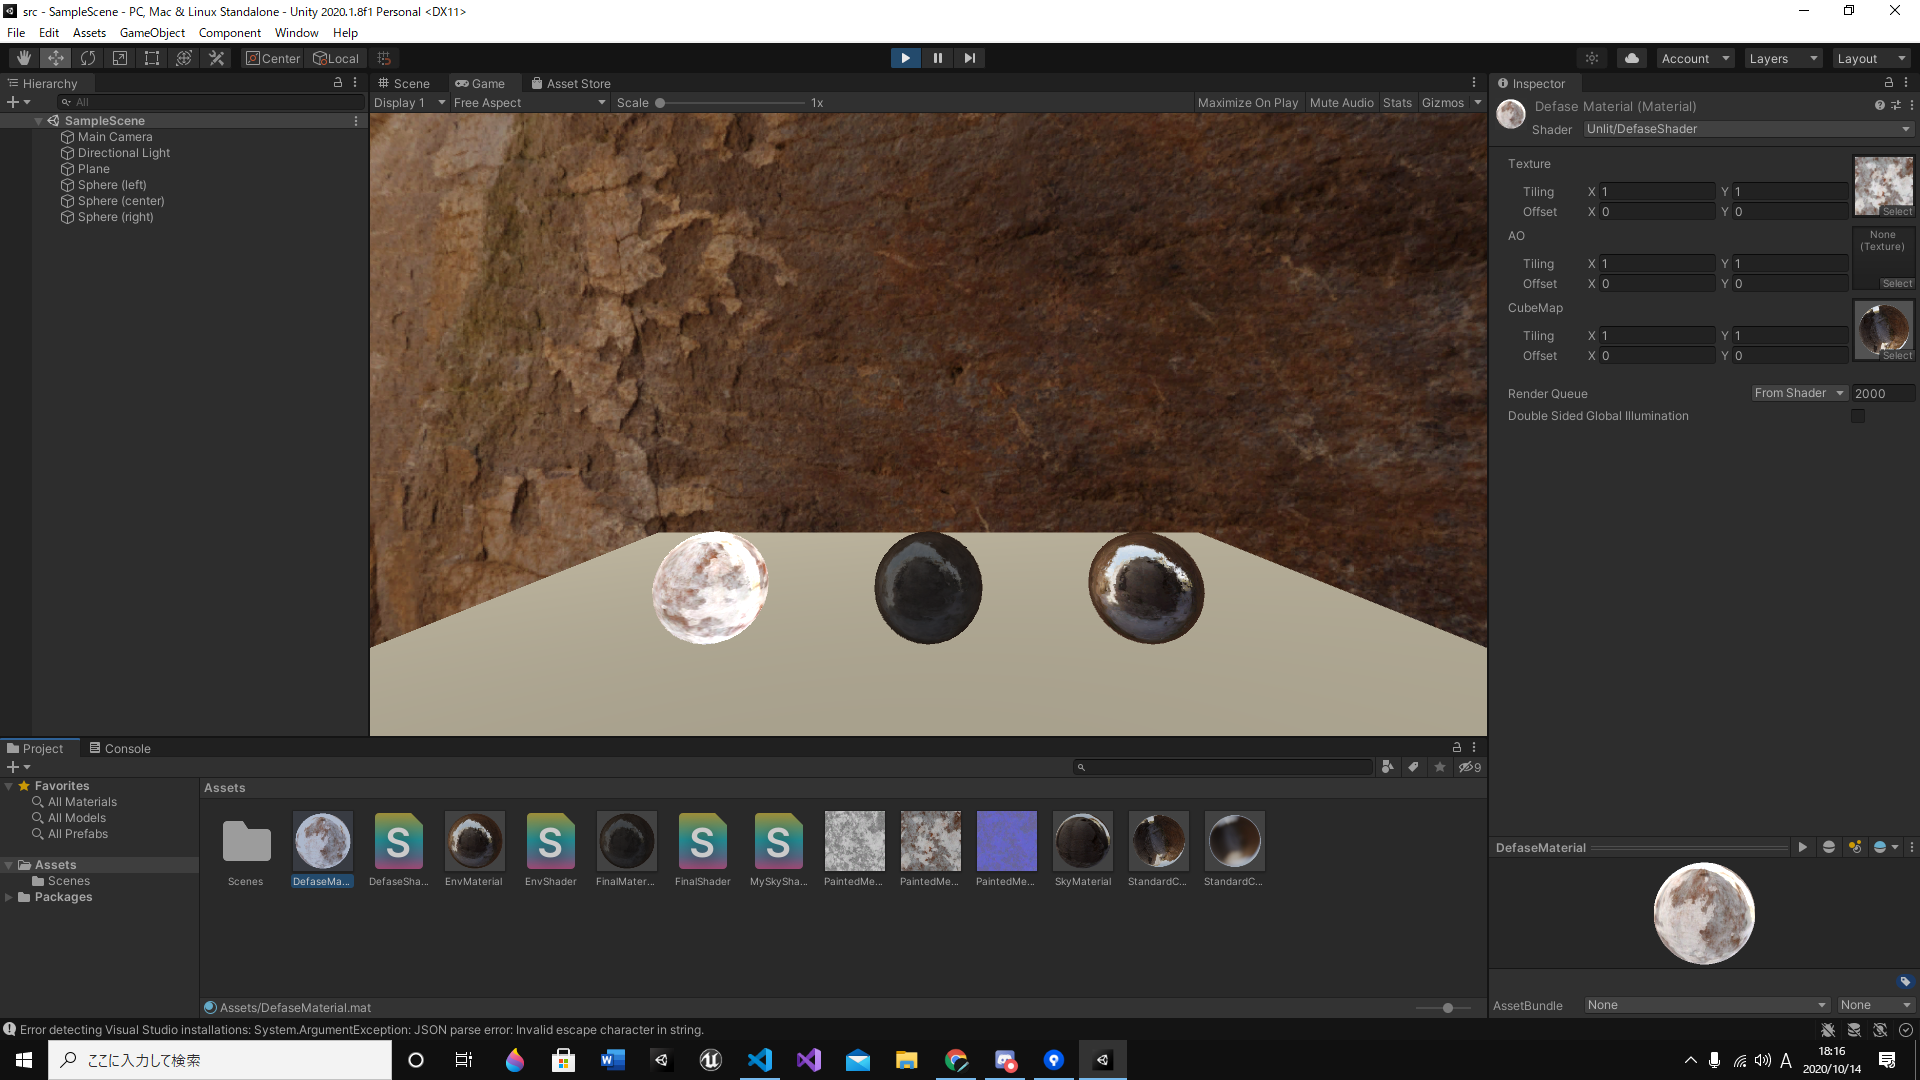 src - SampleScene - PC, Mac & Linux Standalone - Unity 2020.1.8f1 Personal <DX11>
File Edit Assets GameObject Component Window Help
Center Local Account Layers Layout
Hierarchy
All
SampleScene
Main Camera
Directional Light
Plane
Sphere (left)
Sphere (center)
Sphere (right)
Scene Game Asset Store
Display 1 Free Aspect Scale 1x Maximize On Play Mute Audio Stats Gizmos
Inspector
Defase Material (Material)
Shader Unlit/DefaseShader
Texture
Tiling X 1 Y 1
Offset X 0 Y 0
Select
AO
None
(Texture)
Tiling X 1 Y 1
Offset X 0 Y 0
Select
CubeMap
Tiling X 1 Y 1
Offset X 0 Y 0
Select
Render Queue From Shader 2000
Double Sided Global Illumination
Project Console
9
Favorites
All Materials
All Models
All Prefabs
Assets
Scenes
Packages
Assets
S S S S
Scenes DefaseMa... DefaseSha... EnvMaterial EnvShader FinalMater... FinalShader MySkySha... PaintedMe... PaintedMe... PaintedMe... SkyMaterial StandardC... StandardC...
Assets/DefaseMaterial.mat
DefaseMaterial
AssetBundle None None
Error detecting Visual Studio installations: System.ArgumentException: JSON parse error: Invalid escape character in string.
ここに入力して検索
W
A
18:16
2020/10/14